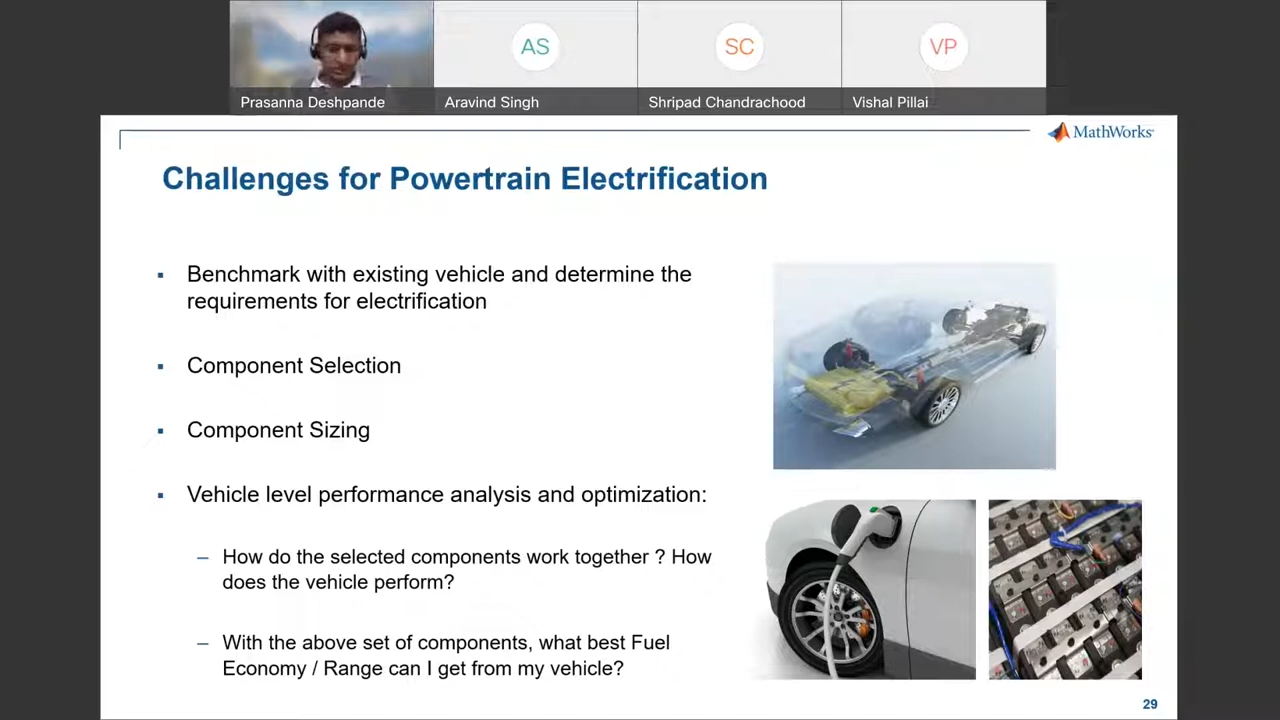 AS
SC
VP
Prasanna Deshpande
Aravind Singh
Shripad Chandrachood
Vishal Pillai
MathWorks
Challenges for Powertrain Electrification
▪ Benchmark with existing vehicle and determine the
requirements for electrification
▪ Component Selection
▪ Component Sizing
▪ Vehicle level performance analysis and optimization:
– How do the selected components work together ? How
does the vehicle perform?
– With the above set of components, what best Fuel
Economy / Range can I get from my vehicle?
29